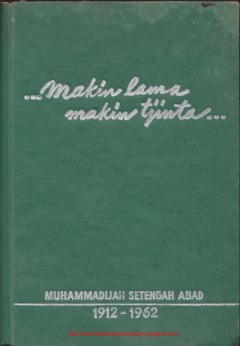 ...Makin lama
makin tjinta...
MUHAMMADIJAH SETENGAH ABAD
1912-1962